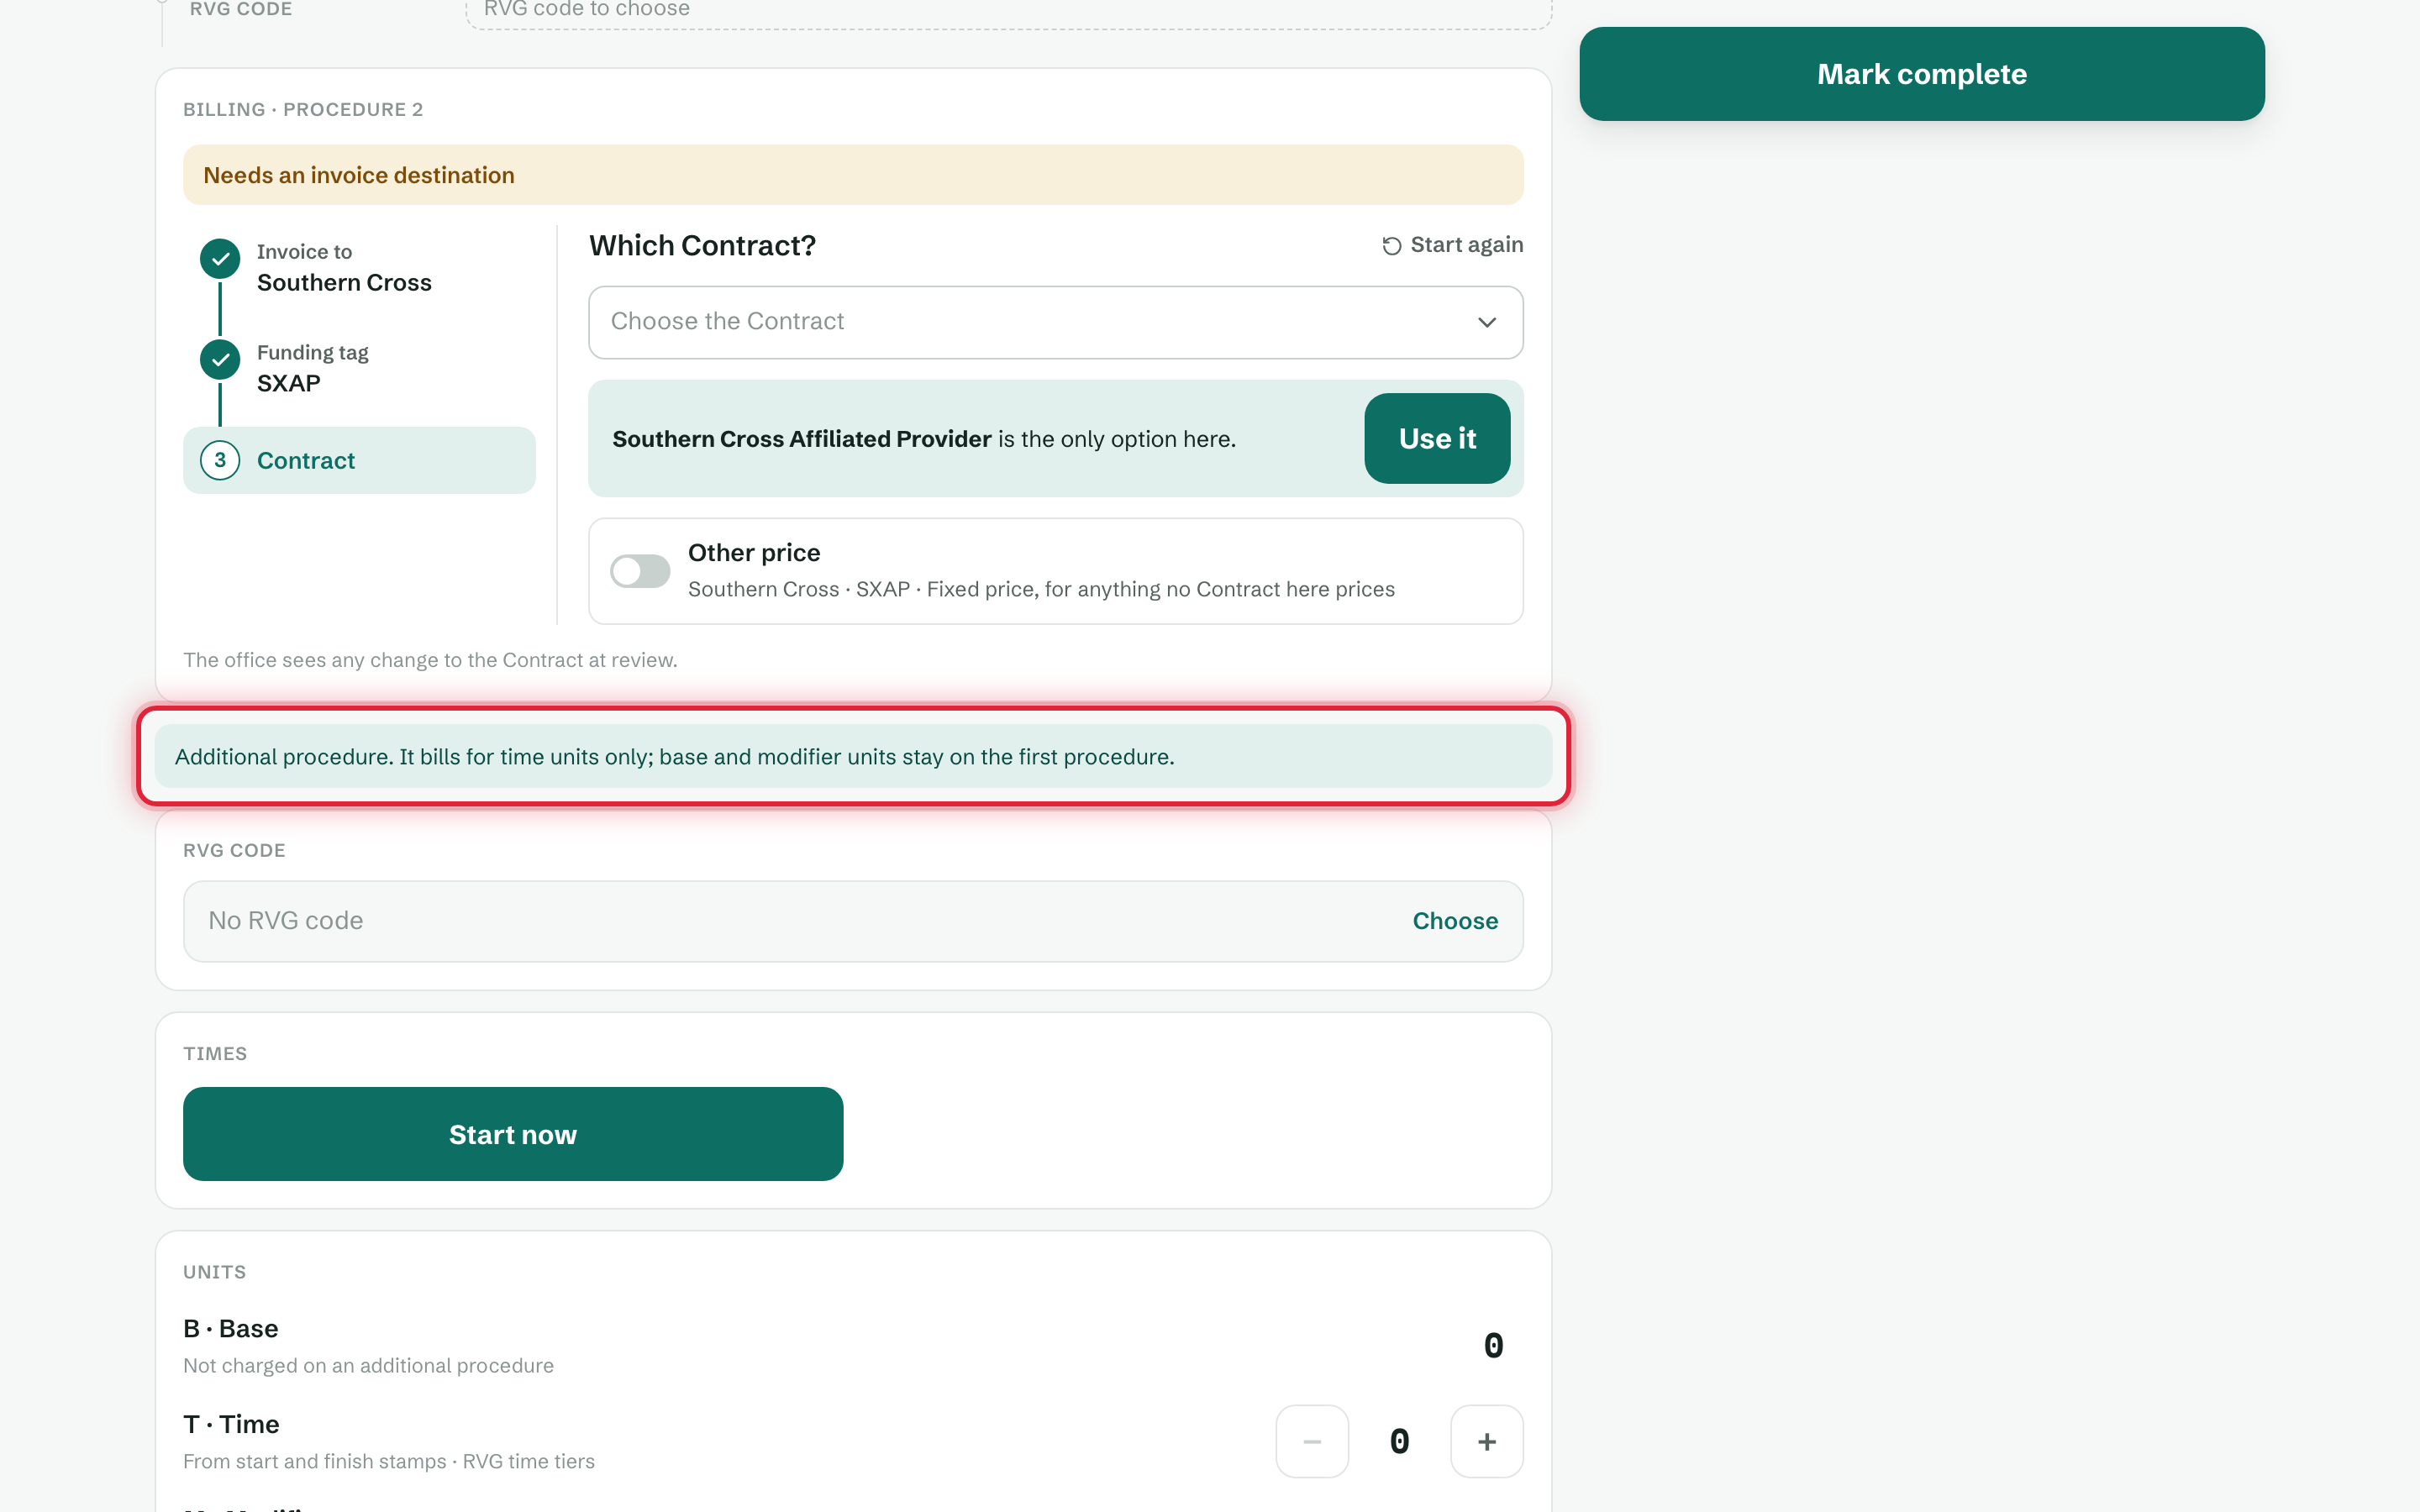 RVG CODE
RVG code to choose
Mark complete
BILLING · PROCEDURE 2
Needs an invoice destination
Invoice to
Southern Cross
Funding tag
SXAP
3
Contract
Which Contract?
Start again
Choose the Contract
Southern Cross Affiliated Provider is the only option here.
Use it
Other price
Southern Cross · SXAP · Fixed price, for anything no Contract here prices
The office sees any change to the Contract at review.
Additional procedure. It bills for time units only; base and modifier units stay on the first procedure.
RVG CODE
No RVG code
Choose
TIMES
Start now
UNITS
B · Base
0
Not charged on an additional procedure
T · Time
− 0 +
From start and finish stamps · RVG time tiers